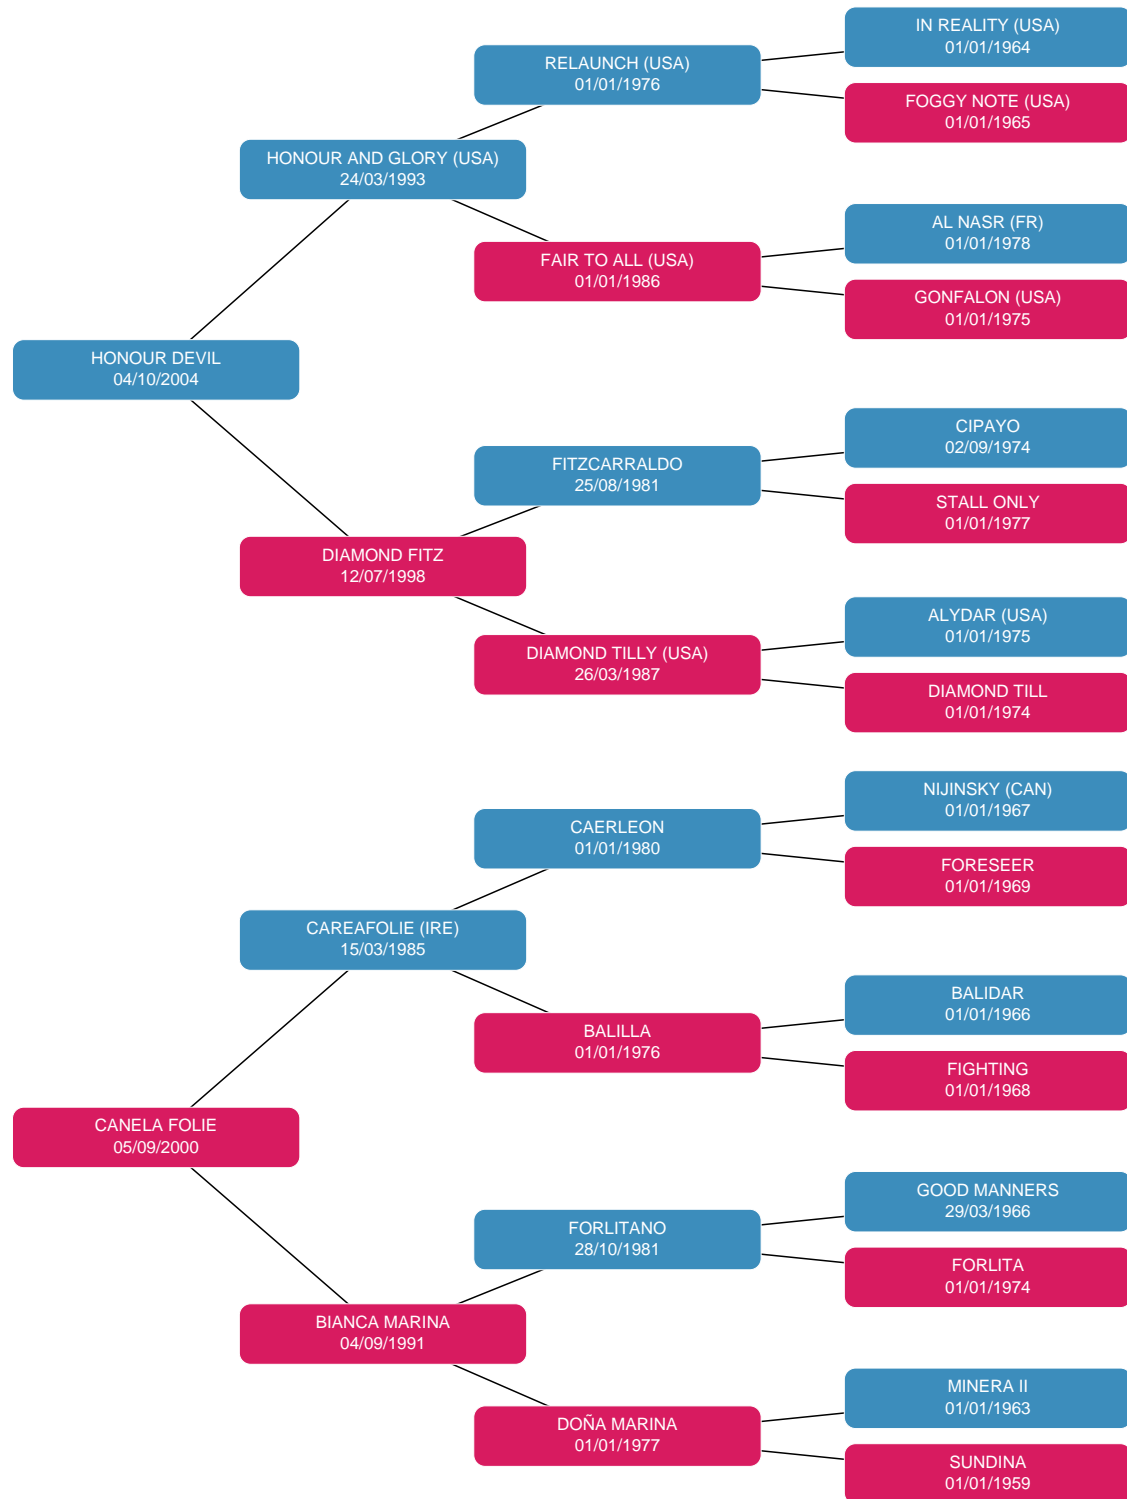 IN REALITY (USA)
01/01/1964
RELAUNCH (USA)
01/01/1976
FOGGY NOTE (USA)
01/01/1965
HONOUR AND GLORY (USA)
24/03/1993
AL NASR (FR)
01/01/1978
FAIR TO ALL (USA)
01/01/1986
GONFALON (USA)
01/01/1975
HONOUR DEVIL
04/10/2004
CIPAYO
02/09/1974
FITZCARRALDO
25/08/1981
STALL ONLY
01/01/1977
DIAMOND FITZ
12/07/1998
ALYDAR (USA)
01/01/1975
DIAMOND TILLY (USA)
26/03/1987
DIAMOND TILL
01/01/1974
NIJINSKY (CAN)
01/01/1967
CAERLEON
01/01/1980
FORESEER
01/01/1969
CAREAFOLIE (IRE)
15/03/1985
BALIDAR
01/01/1966
BALILLA
01/01/1976
FIGHTING
01/01/1968
CANELA FOLIE
05/09/2000
GOOD MANNERS
29/03/1966
FORLITANO
28/10/1981
FORLITA
01/01/1974
BIANCA MARINA
04/09/1991
MINERA II
01/01/1963
DOÑA MARINA
01/01/1977
SUNDINA
01/01/1959